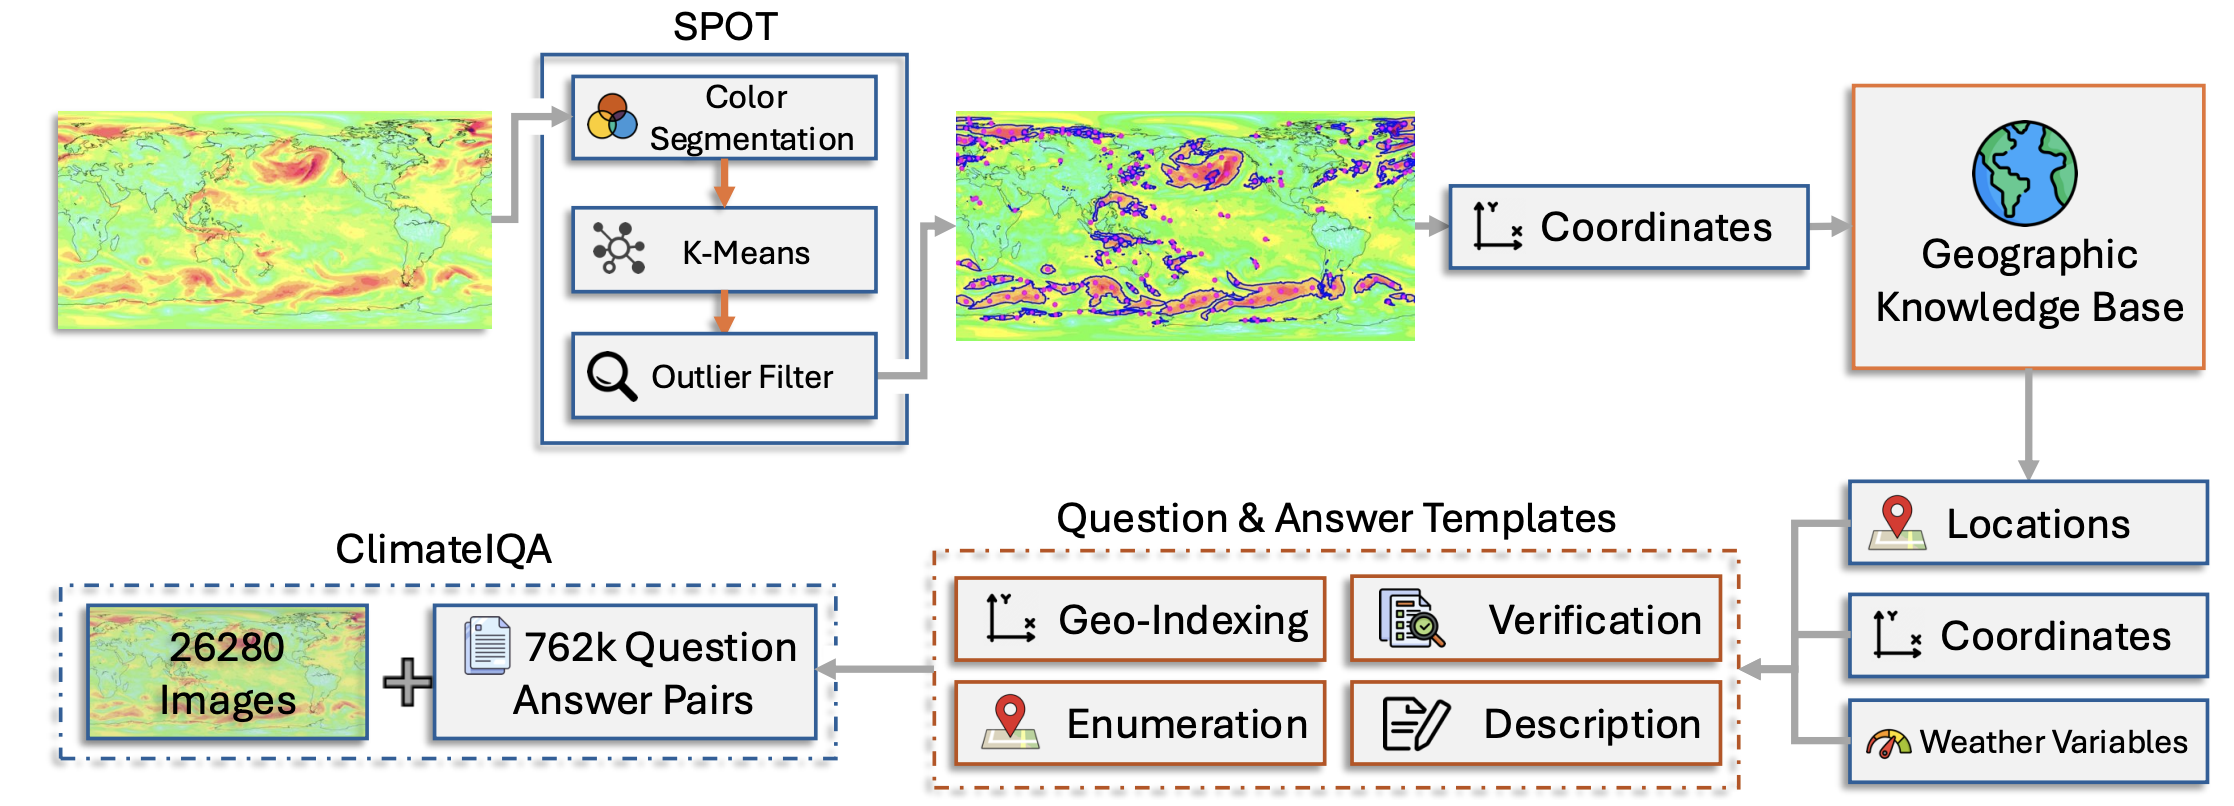 SPOT
Color
Segmentation
K-Means
Outlier Filter
Y
X
Coordinates
Geographic
Knowledge Base
Locations
Y
X
Coordinates
Weather Variables
Question & Answer Templates
Y
X
Geo-Indexing
Verification
Enumeration
Description
ClimateIQA
26280
Images
762k Question
Answer Pairs